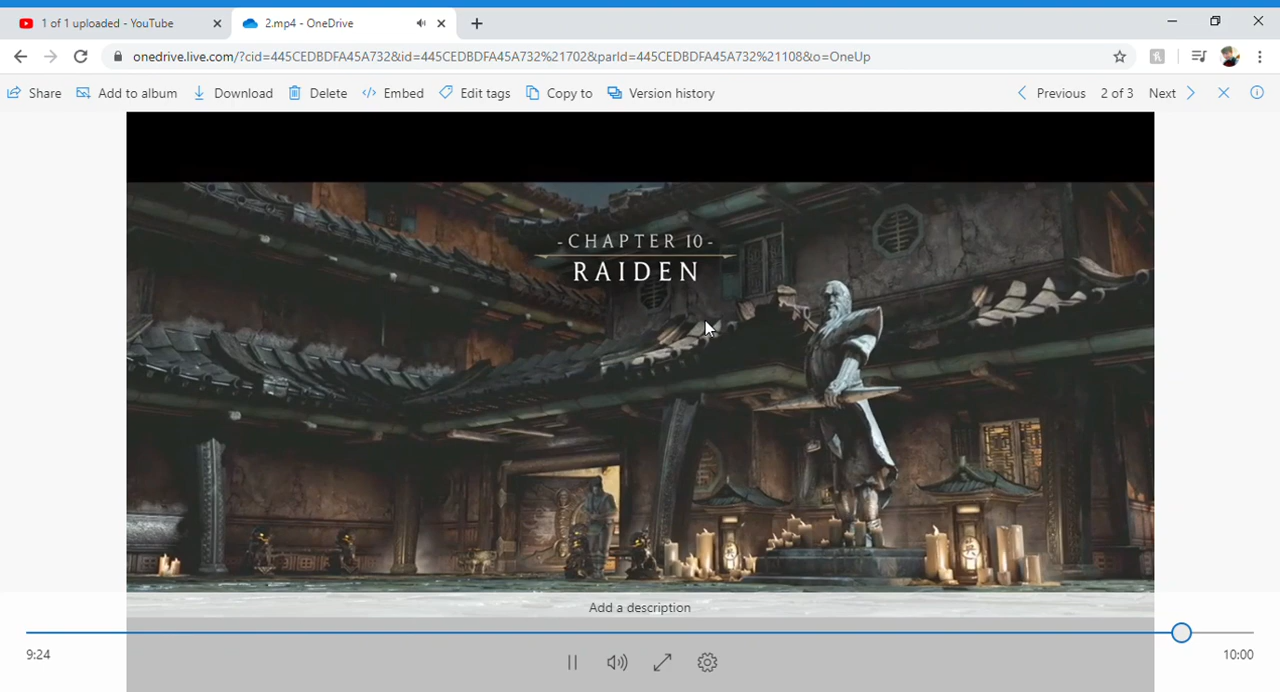 1 of 1 uploaded - YouTube
2.mp4 - OneDrive
onedrive.live.com/?cid=445CEDBDFA45A732&id=445CEDBDFA45A732%21702&parId=445CEDBDFA45A732%21108&o=OneUp
Share
Add to album
Download
Delete
Embed
Edit tags
Copy to
Version history
Previous
2 of 3
Next
- CHAPTER 10 -
RAIDEN
Add a description
9:24
10:00